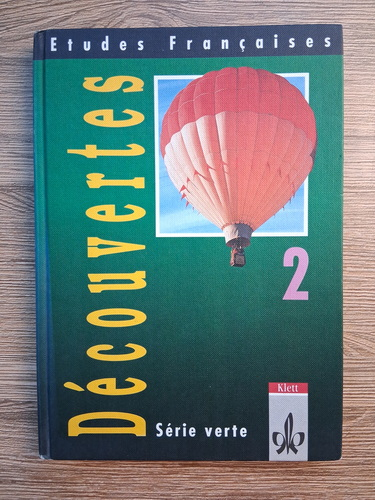 Etudes Françaises
Découvertes
2
Série verte
Klett